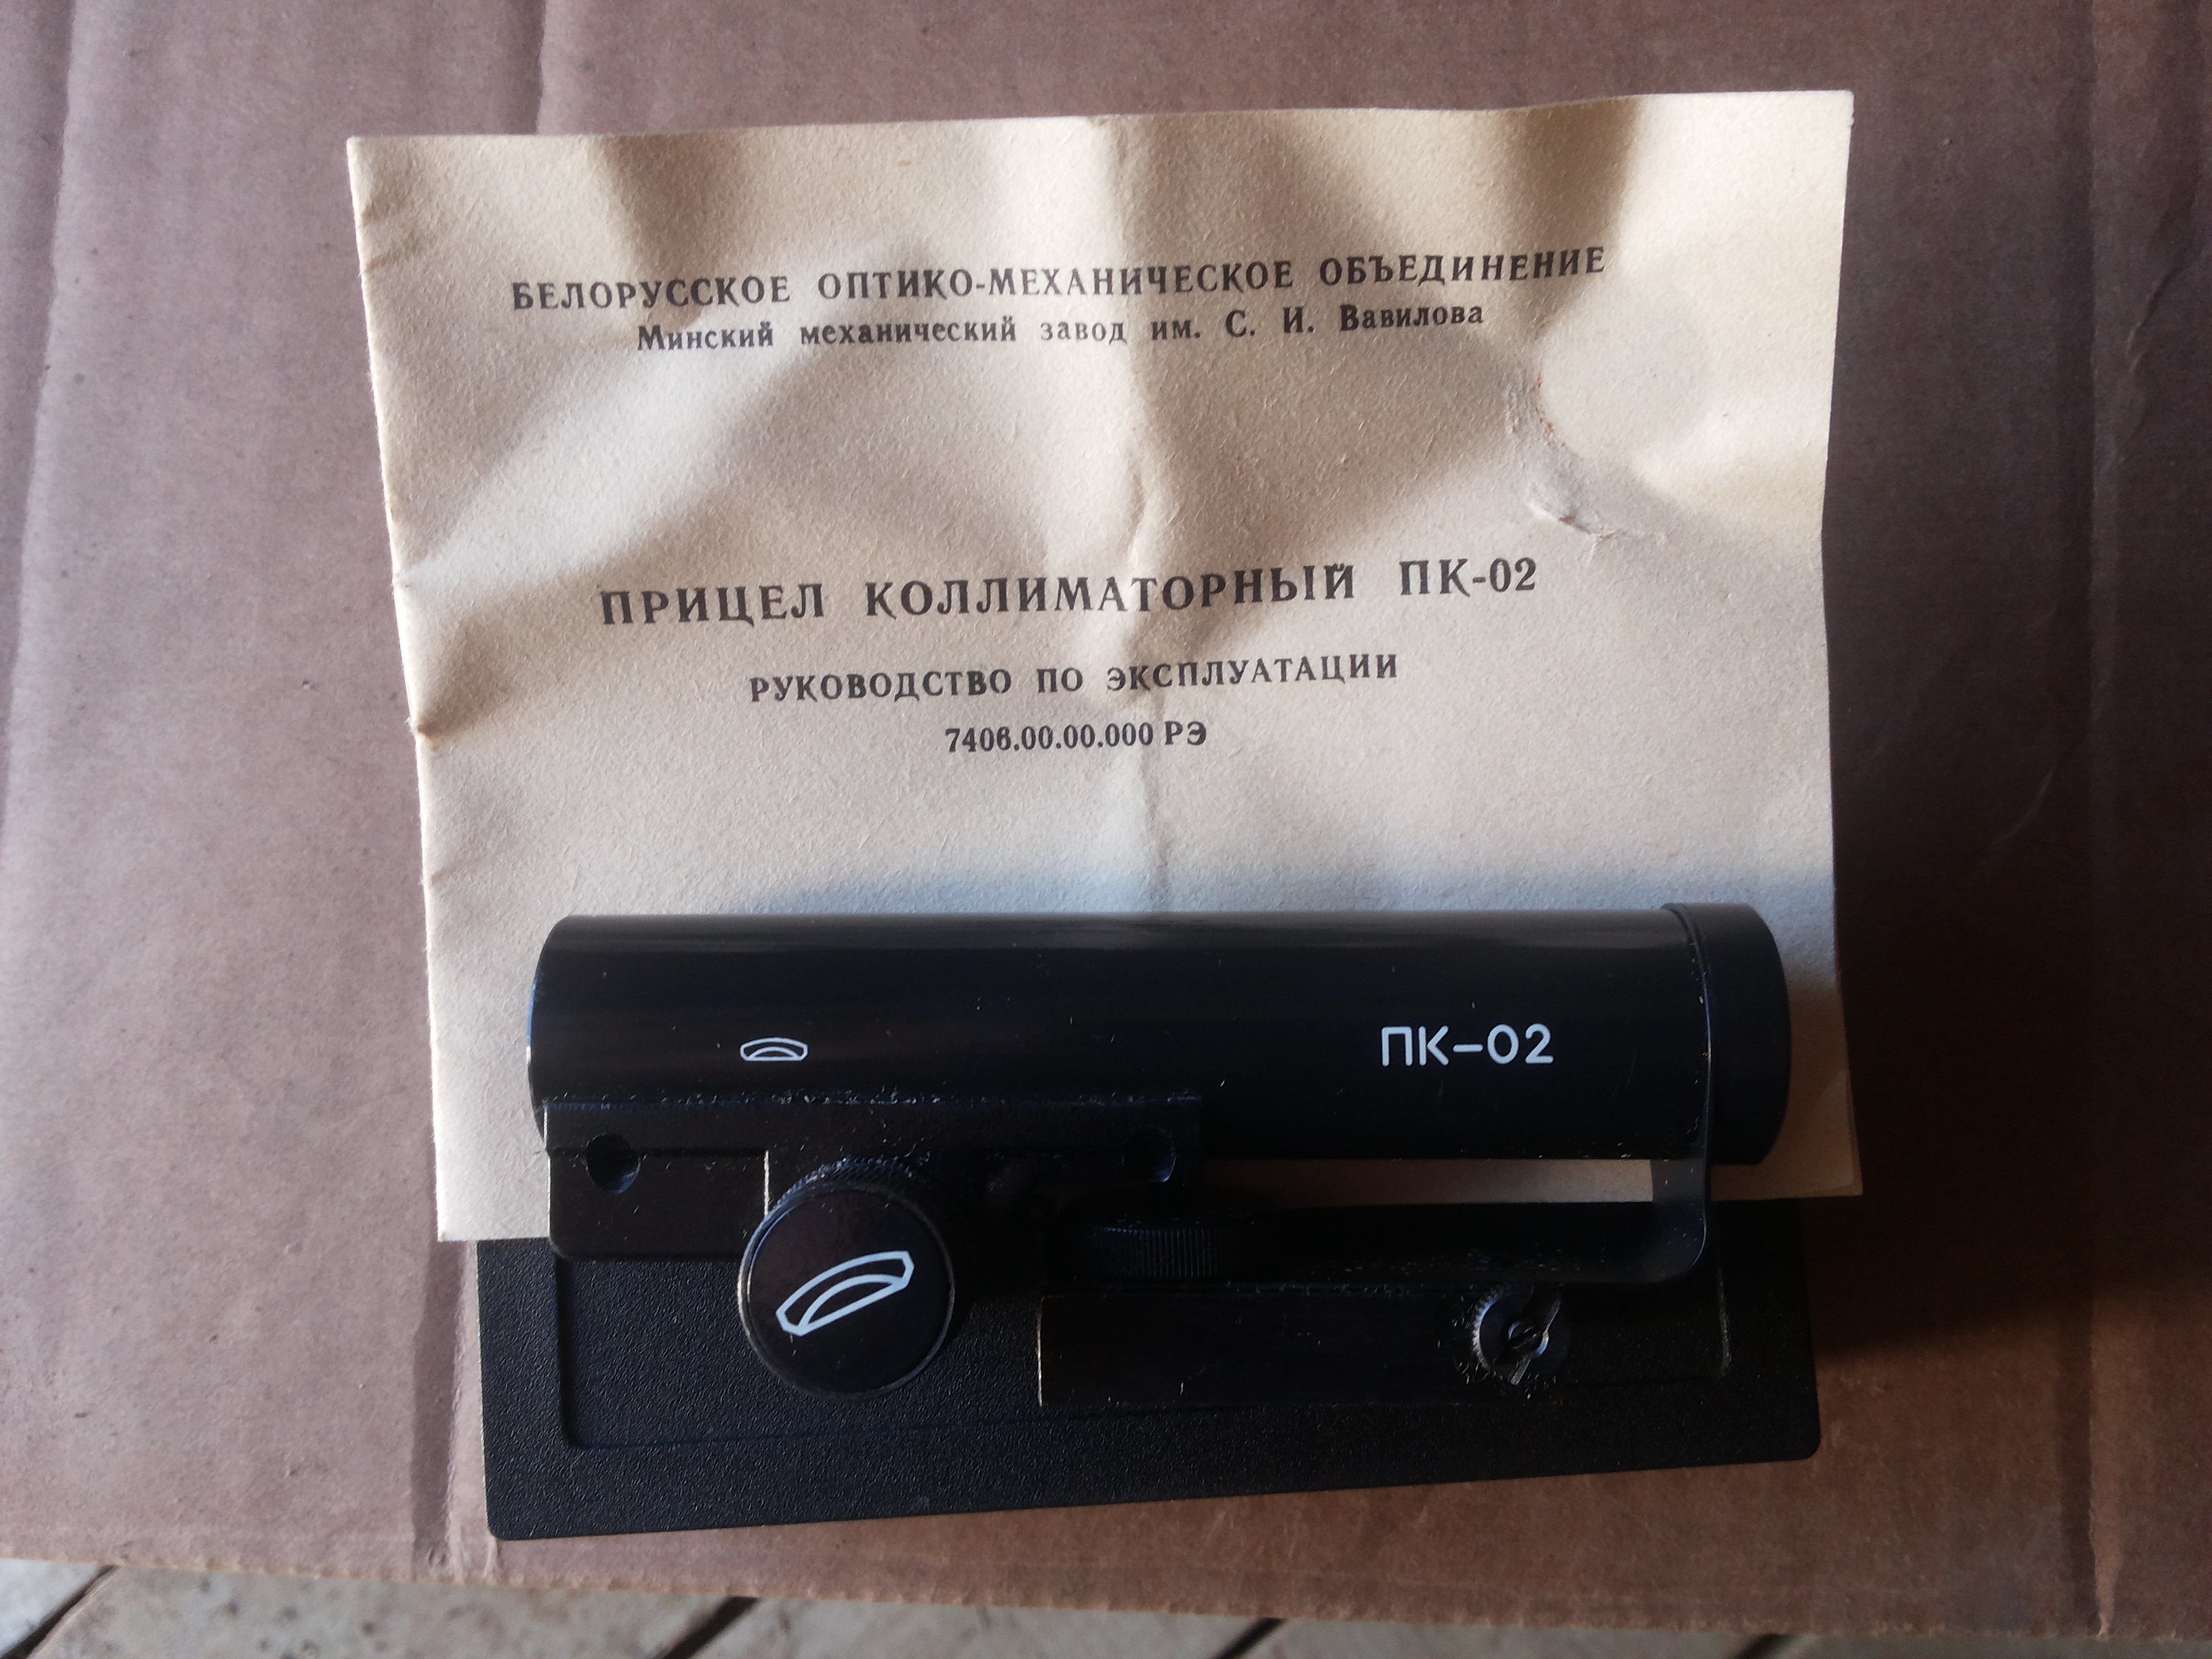 БЕЛОРУССКОЕ ОПТИКО-МЕХАНИЧЕСКОЕ ОБЪЕДИНЕНИЕ
Минский механический завод им. С. И. Вавилова
ПРИЦЕЛ КОЛЛИМАТОРНЫЙ ПК-02
РУКОВОДСТВО ПО ЭКСПЛУАТАЦИИ
7406.00.00.000 РЭ
ПК-02